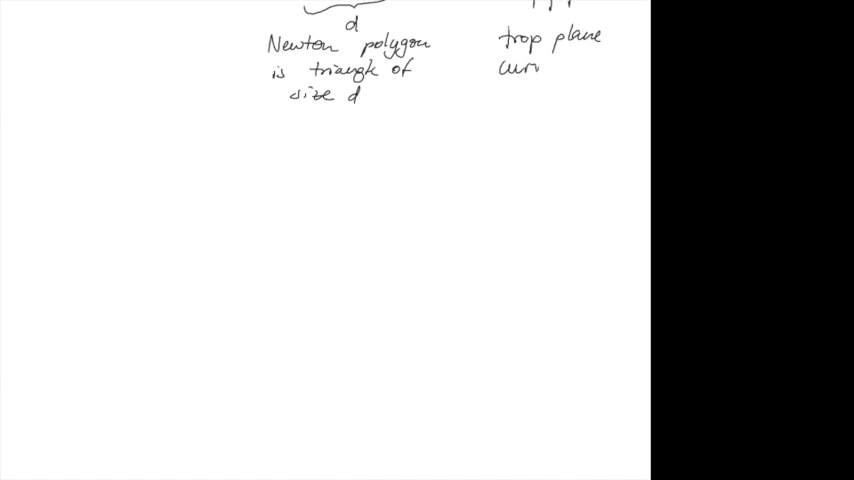 d
Newton polygon
is triangle of
size d
trop plane
curv